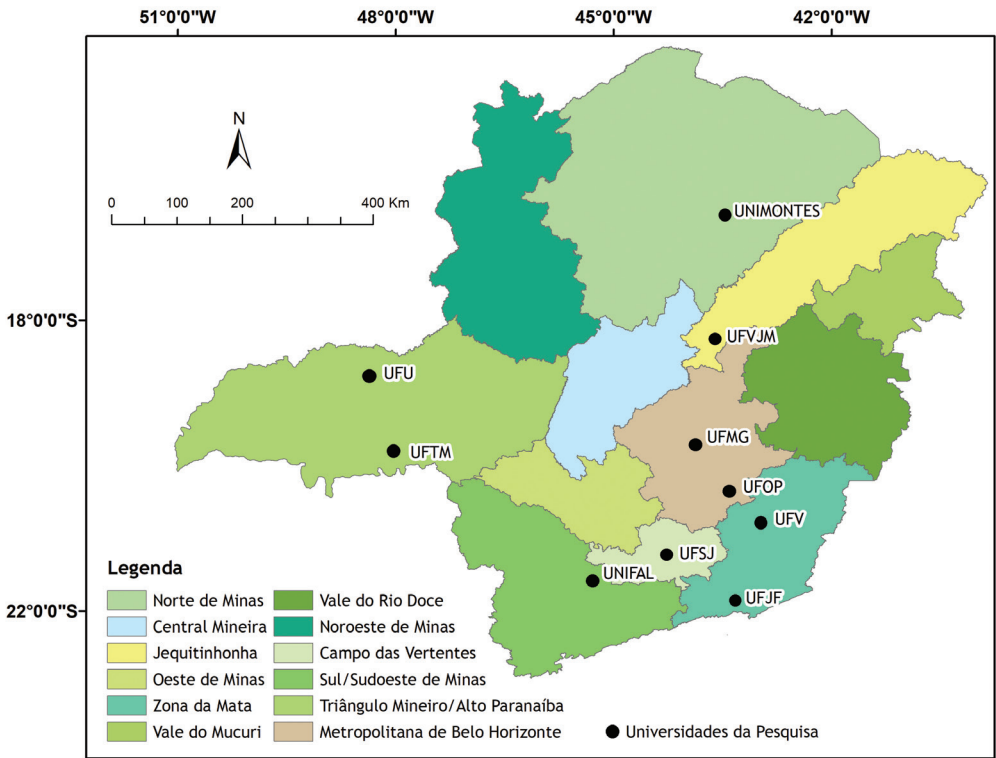 51°0'0"W 48°0'0"W 45°0'0"W 42°0'0"W
N
0 100 200 400 Km
UNIMONTES
18°0'0"S
UFVJM
UFU
UFMG
UFTM
UFOP
UFV
UFSJ
UNIFAL
UFJF
22°0'0"S
Legenda
Norte de Minas
Central Mineira
Jequitinhonha
Oeste de Minas
Zona da Mata
Vale do Mucuri
Vale do Rio Doce
Noroeste de Minas
Campo das Vertentes
Sul/Sudoeste de Minas
Triângulo Mineiro/Alto Paranaíba
Metropolitana de Belo Horizonte
Universidades da Pesquisa